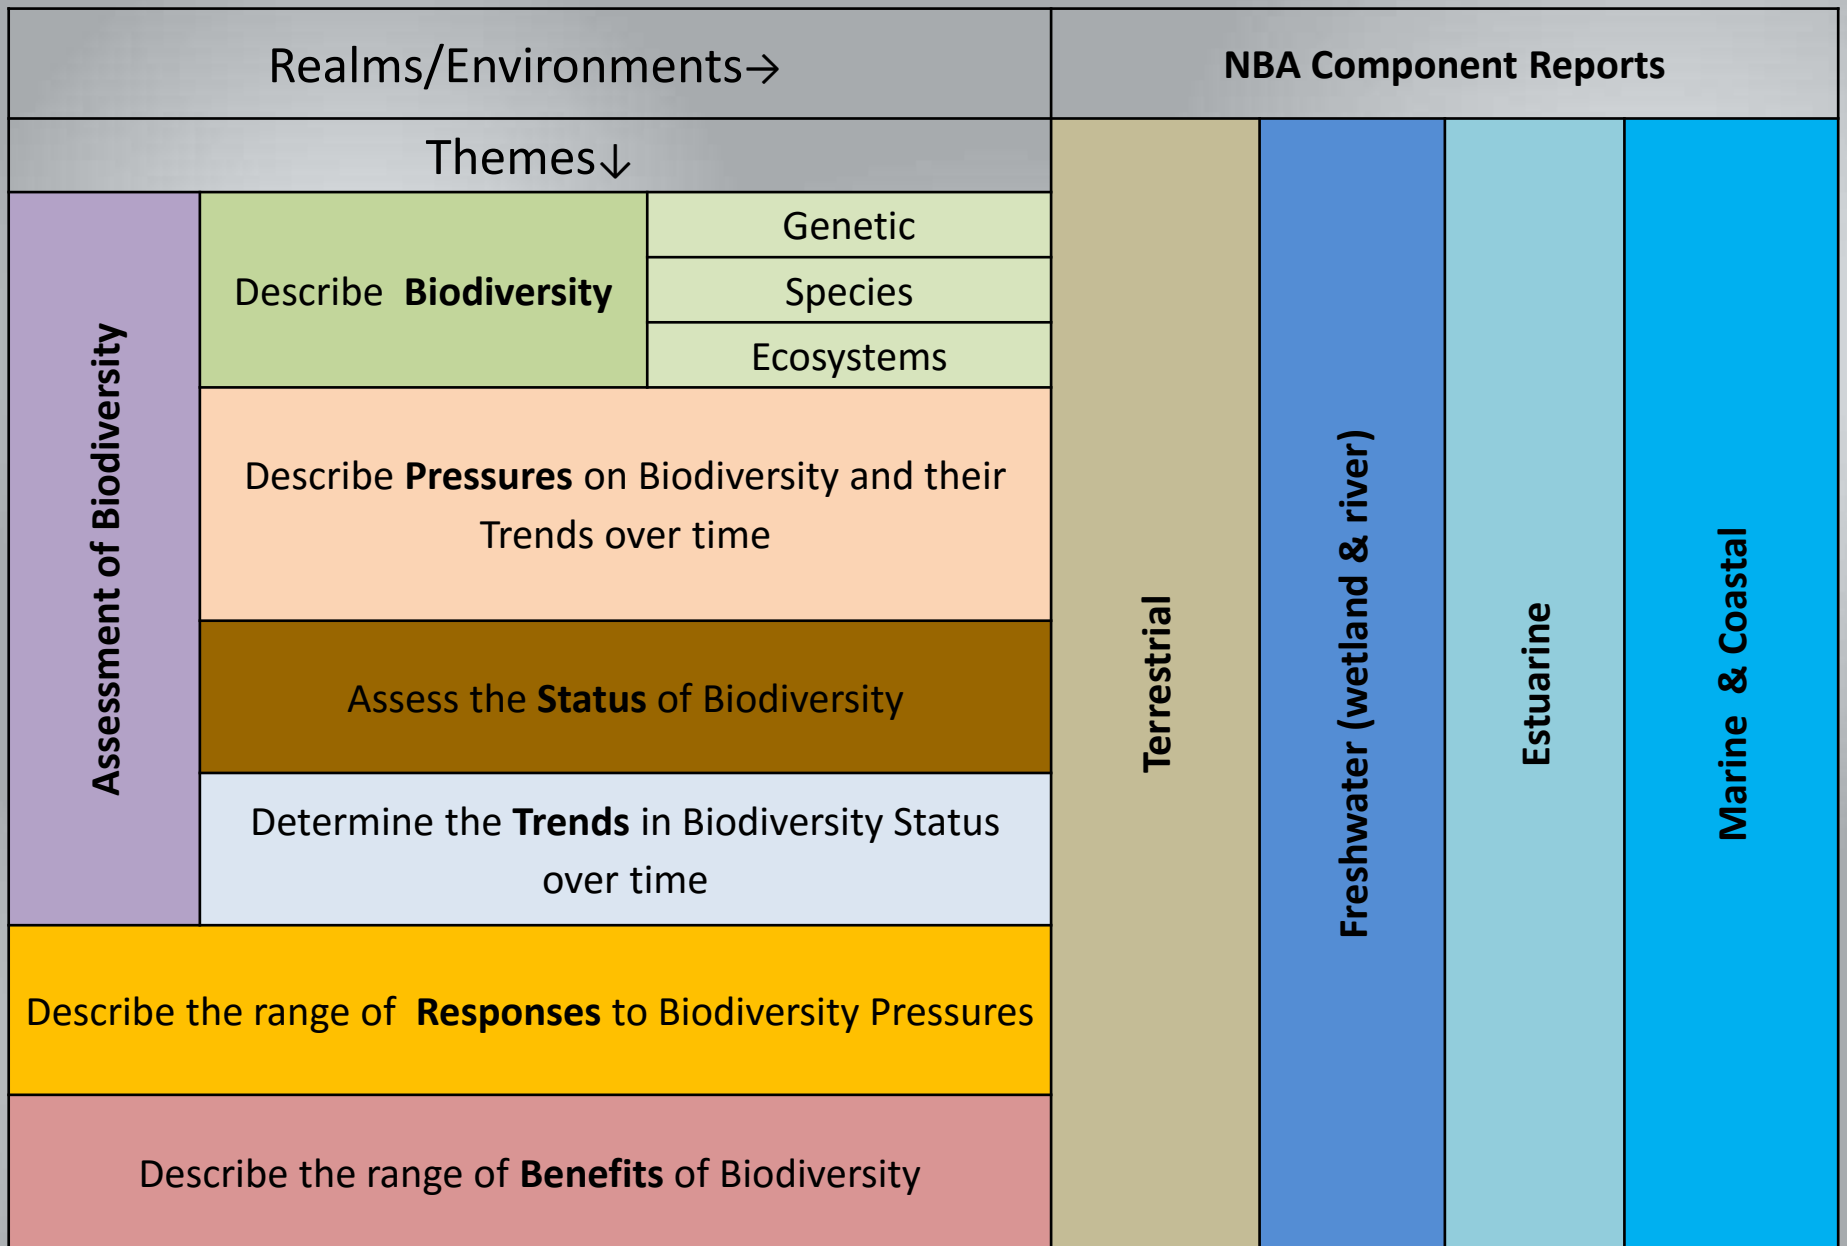 Realms/Environments→
NBA Component Reports
Themes↓
Assessment of Biodiversity
Describe Biodiversity
Genetic
Species
Ecosystems
Describe Pressures on Biodiversity and their
Trends over time
Assess the Status of Biodiversity
Determine the Trends in Biodiversity Status
over time
Describe the range of Responses to Biodiversity Pressures
Describe the range of Benefits of Biodiversity
Terrestrial
Freshwater (wetland & river)
Estuarine
Marine & Coastal